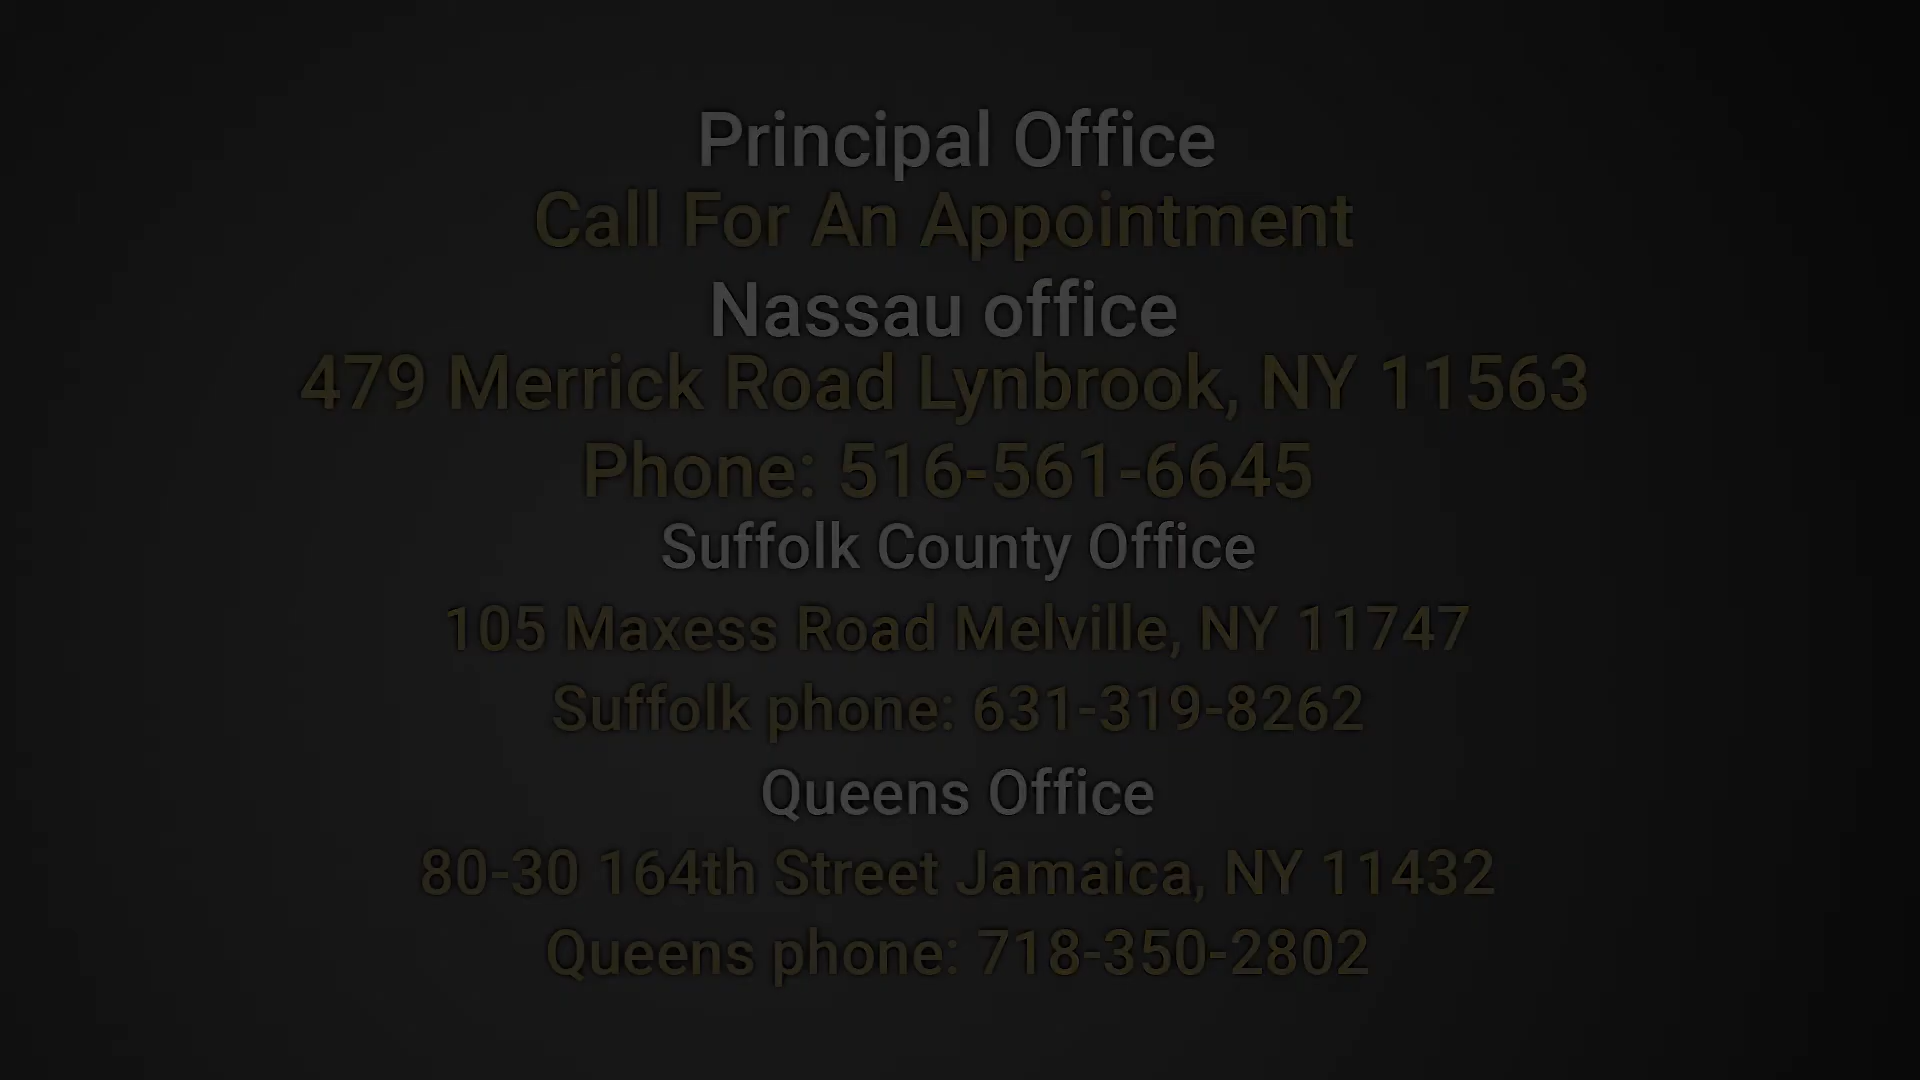 Principal Office
Call For An Appointment
Nassau office
479 Merrick Road Lynbrook, NY 11563
Phone: 516-561-6645
Suffolk County Office
105 Maxess Road Melville, NY 11747
Suffolk phone: 631-319-8262
Queens Office
80-30 164th Street Jamaica, NY 11432
Queens phone: 718-350-2802